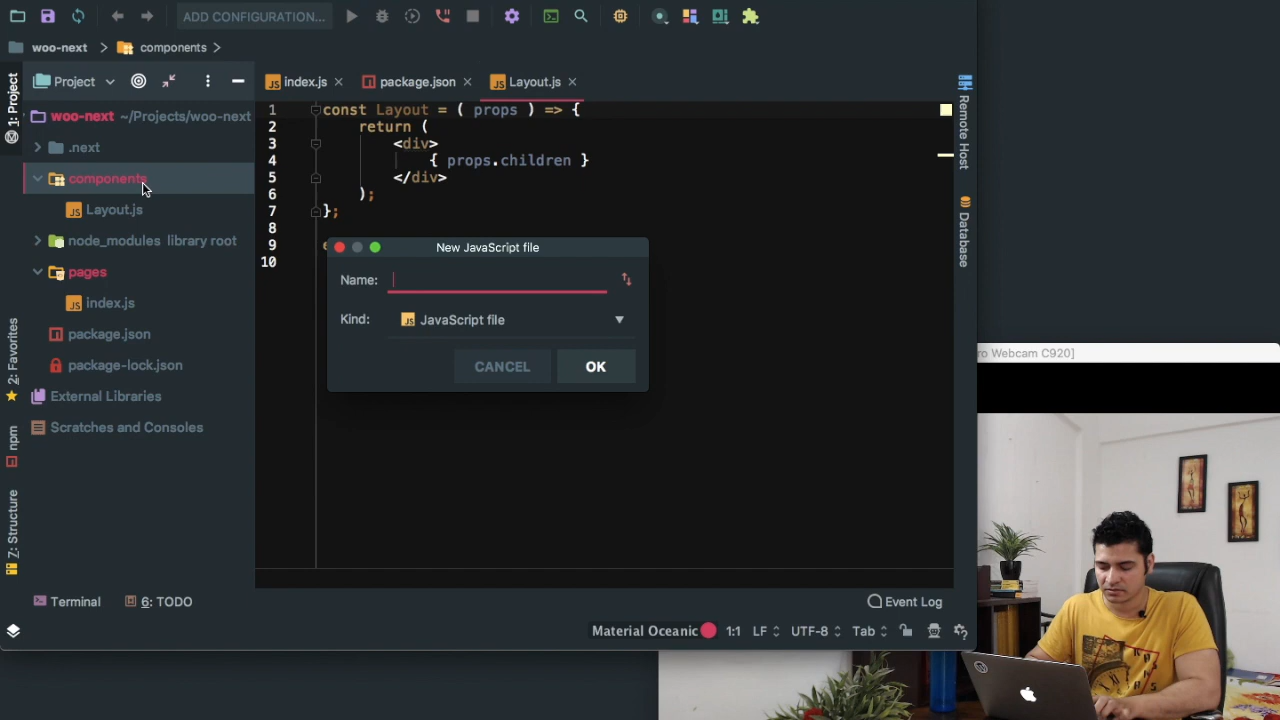 ADD CONFIGURATION...
woo-next
components
1: Project
Project
index.js
package.json
Layout.js
woo-next ~/Projects/woo-next
.next
components
Layout.js
node_modules library root
pages
index.js
package.json
package-lock.json
External Libraries
Scratches and Consoles
2: Favorites
npm
Z: Structure
1 const Layout = ( props ) => {
2 return (
3 <div>
4 { props.children }
5 </div>
6 );
7 };
8
9 e
10
New JavaScript file
Name:
Kind:
JavaScript file
CANCEL
OK
Remote Host
Database
ro Webcam C920]
Terminal
6: TODO
Event Log
Material Oceanic
1:1
LF
UTF-8
Tab